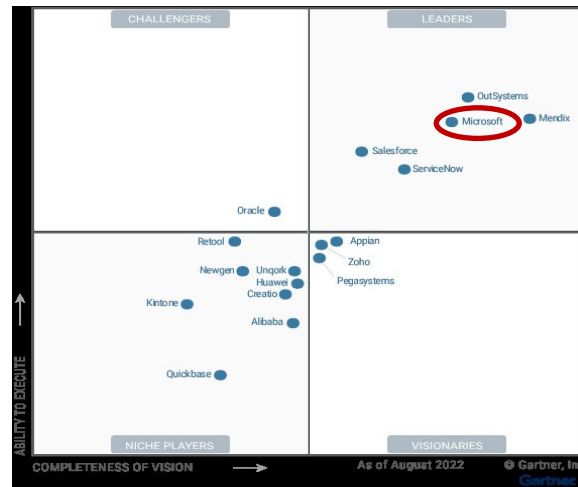 CHALLENGERS
LEADERS
OutSystems
Microsoft
Mendix
Salesforce
ServiceNow
Oracle
Retool
Appian
Zoho
Newgen
Unqork
Huawei
Pegasystems
Creatio
Kintone
Alibaba
Quickbase
ABILITY TO EXECUTE
NICHE PLAYERS
VISIONARIES
COMPLETENESS OF VISION
As of August 2022
© Gartner, In
Gartner